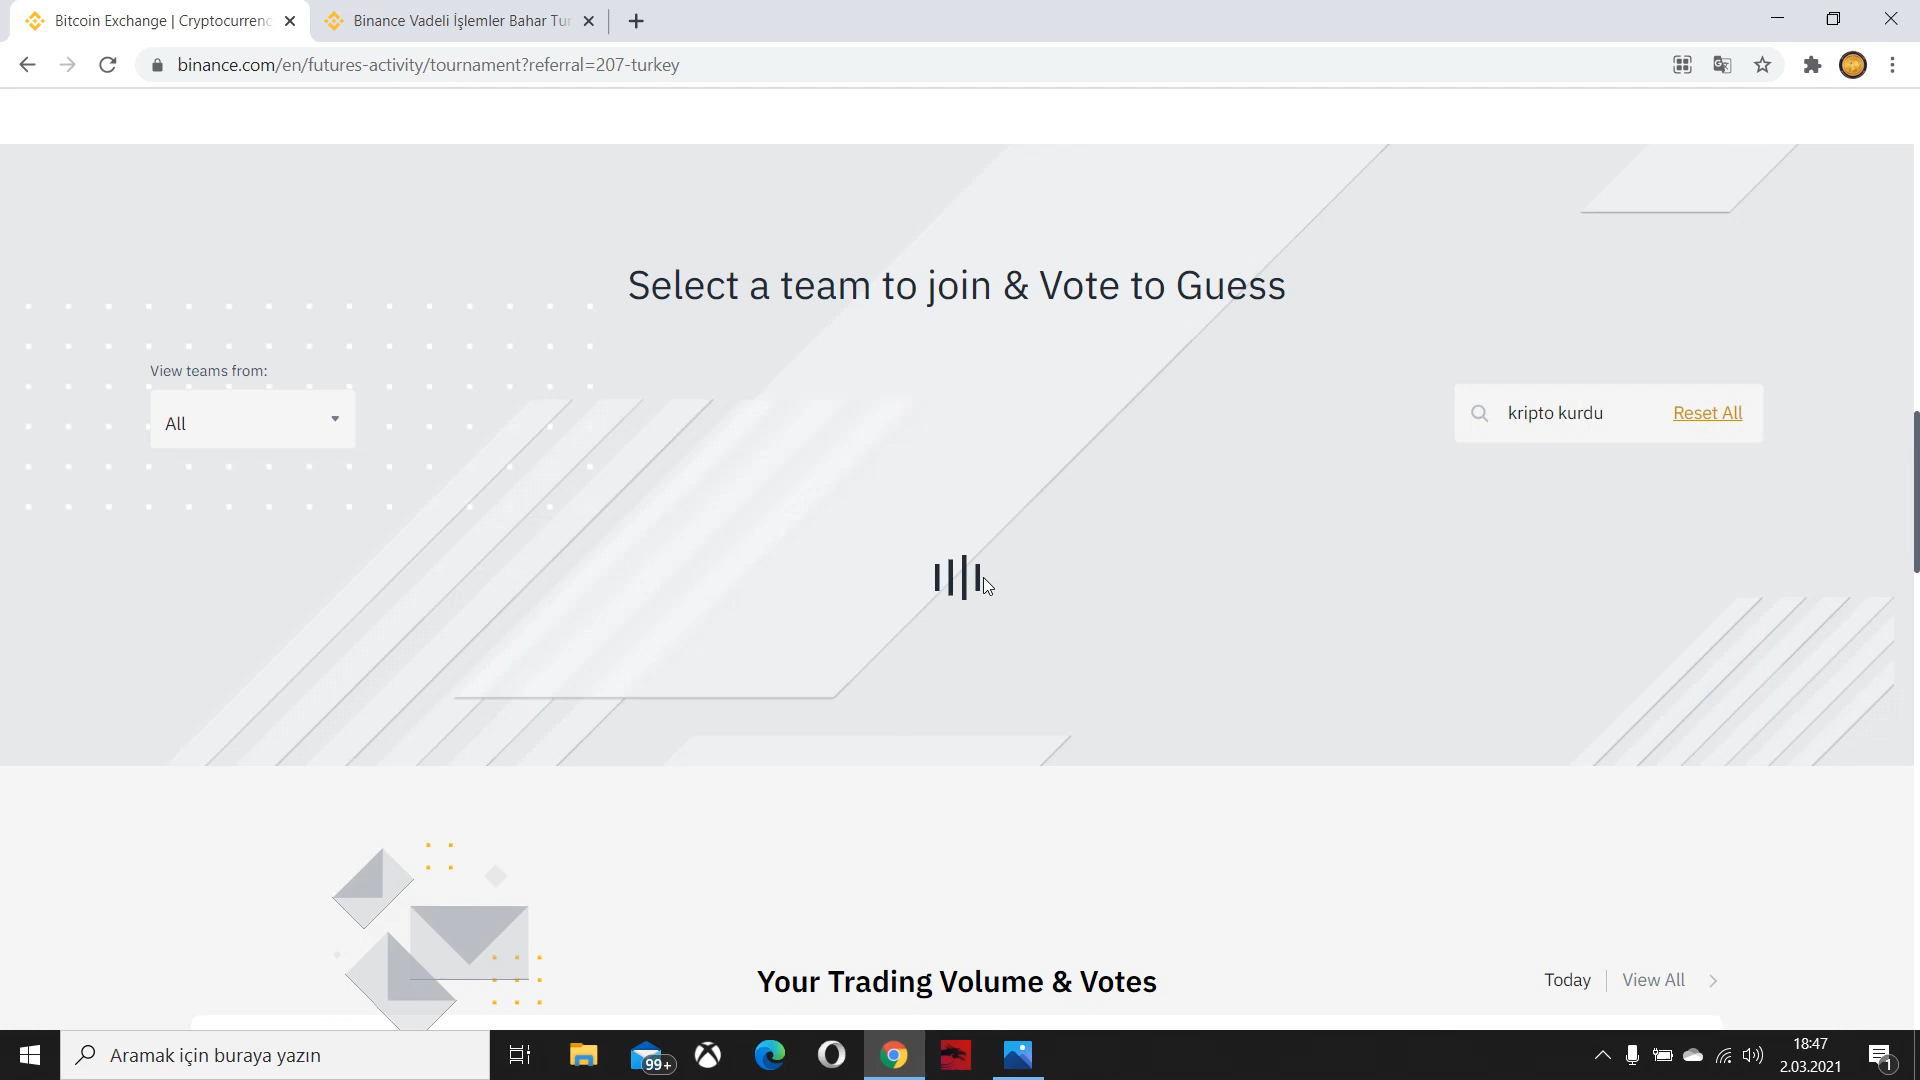 Bitcoin Exchange | Cryptocurrenc
Binance Vadeli İşlemler Bahar Tur
binance.com/en/futures-activity/tournament?referral=207-turkey
Select a team to join & Vote to Guess
View teams from:
All
kripto kurdu
Reset All
Your Trading Volume & Votes
Today
View All
Aramak için buraya yazın
99+
18:47
2.03.2021
1